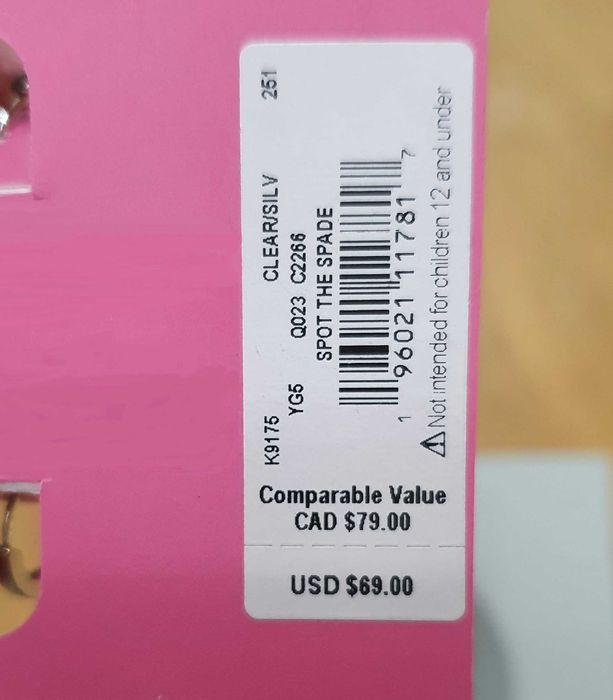 K9175 CLEAR/SILV 251
YG5 Q023 C2266
SPOT THE SPADE
1 96021 11781 7
⚠Not intended for children 12 and under
Comparable Value
CAD $79.00
USD $69.00